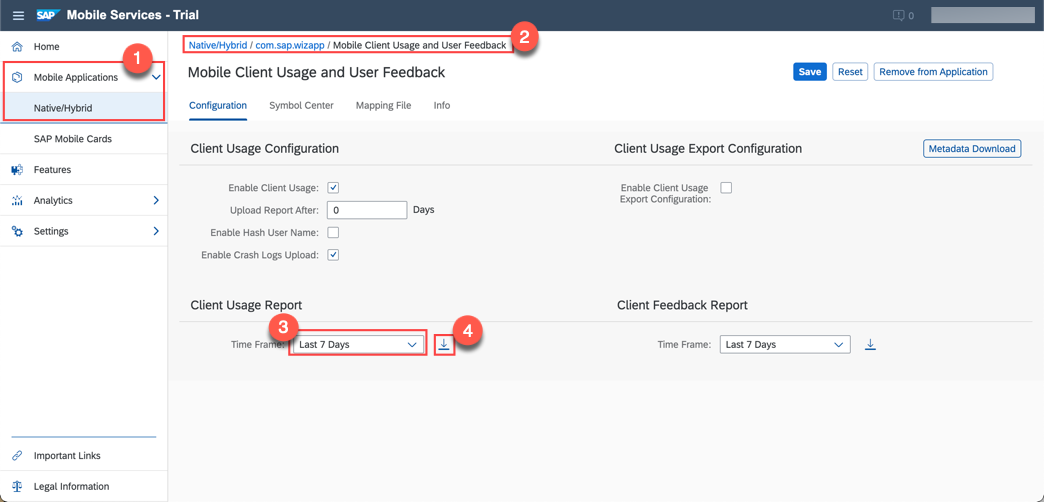 SAP Mobile Services - Trial
0
Home
1
Mobile Applications
Native/Hybrid
SAP Mobile Cards
Features
Analytics
Settings
Important Links
Legal Information
Native/Hybrid / com.sap.wizapp / Mobile Client Usage and User Feedback
2
Mobile Client Usage and User Feedback
Save Reset Remove from Application
Configuration Symbol Center Mapping File Info
Client Usage Configuration
Enable Client Usage:
Upload Report After: 0 Days
Enable Hash User Name:
Enable Crash Logs Upload:
Client Usage Export Configuration
Metadata Download
Enable Client Usage
Export Configuration:
Client Usage Report
3
4
Time Frame: Last 7 Days
Client Feedback Report
Time Frame: Last 7 Days